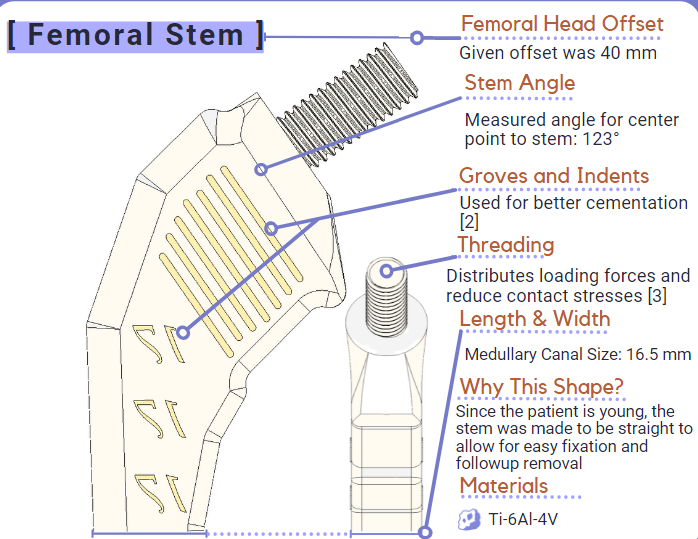 [ Femoral Stem ]
Femoral Head Offset
Given offset was 40 mm
Stem Angle
Measured angle for center
point to stem: 123°
Groves and Indents
Used for better cementation
[2]
Threading
Distributes loading forces and
reduce contact stresses [3]
Length & Width
Medullary Canal Size: 16.5 mm
Why This Shape?
Since the patient is young, the
stem was made to be straight to
allow for easy fixation and
followup removal
Materials
Ti-6Al-4V